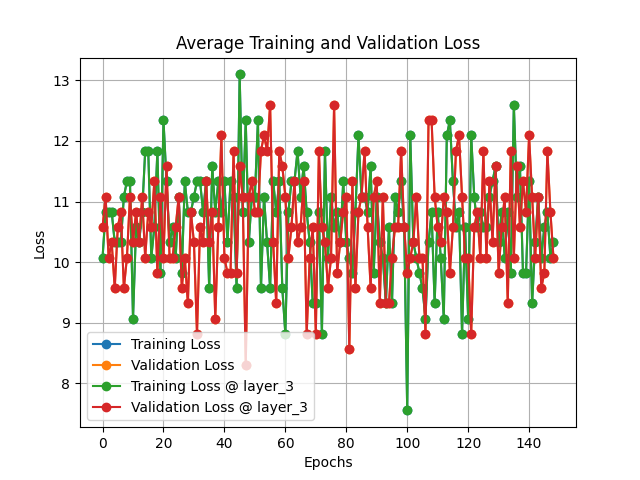 Average Training and Validation Loss
Loss
13
12
11
10
9
8
Training Loss
Validation Loss
Training Loss @ layer_3
Validation Loss @ layer_3
0 20 40 60 80 100 120 140
Epochs